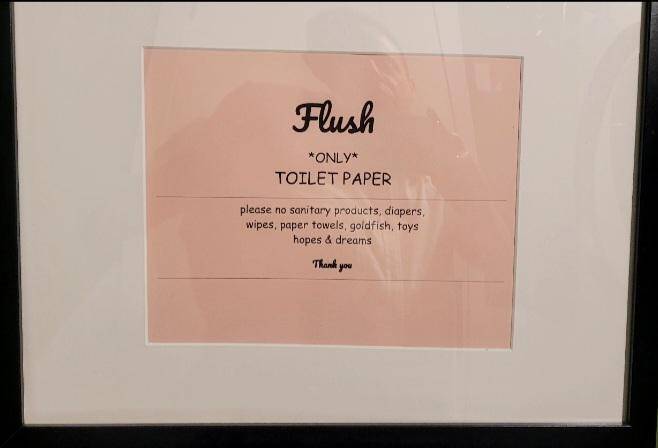 Flush
*ONLY*
TOILET PAPER
please no sanitary products, diapers,
wipes, paper towels, goldfish, toys
hopes & dreams
Thank you